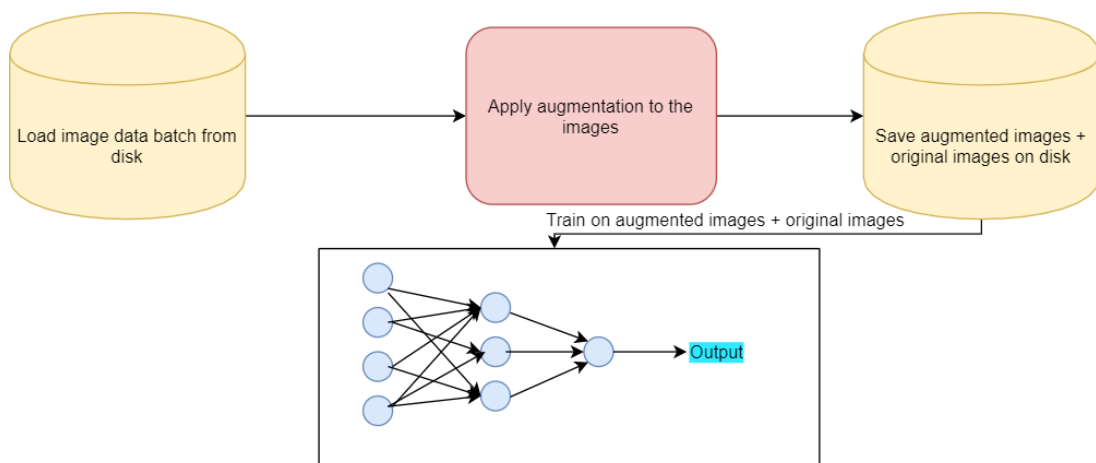 Load image data batch from
disk
Apply augmentation to the
images
Save augmented images +
original images on disk
Train on augmented images + original images
Output